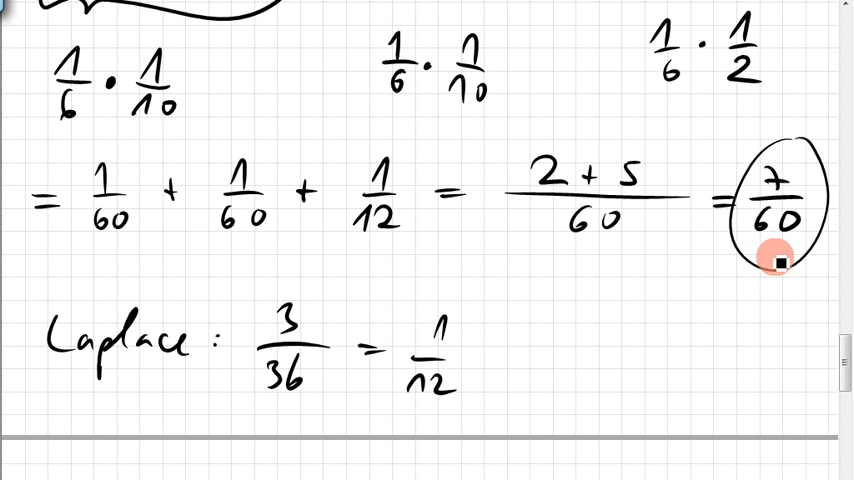 1/6 · 1/10 1/6 · 1/10 1/6 · 1/2
= 1/60 + 1/60 + 1/12 = 2 + 5/60 = 7/60
Laplace : 3/36 = 1/12